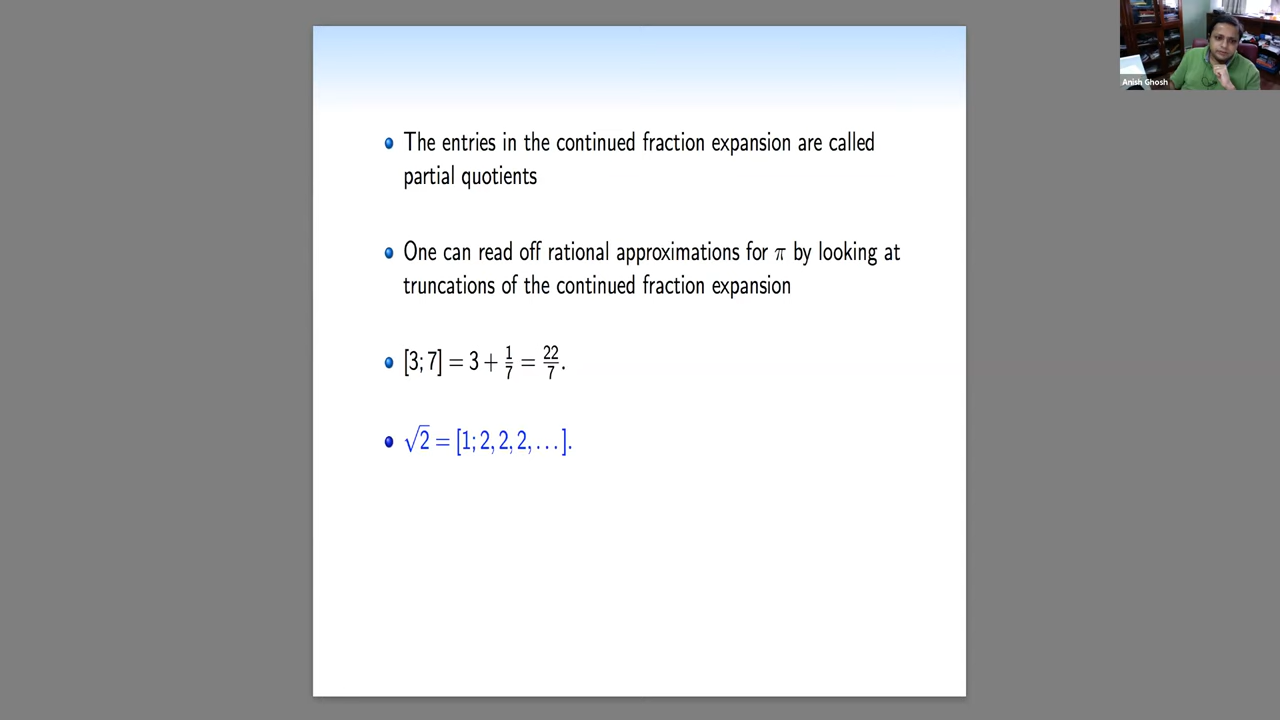 Anish Ghosh
• The entries in the continued fraction expansion are called
partial quotients
• One can read off rational approximations for π by looking at
truncations of the continued fraction expansion
• [3; 7] = 3 + 1/7 = 22/7.
• √2 = [1; 2, 2, 2, . . .].